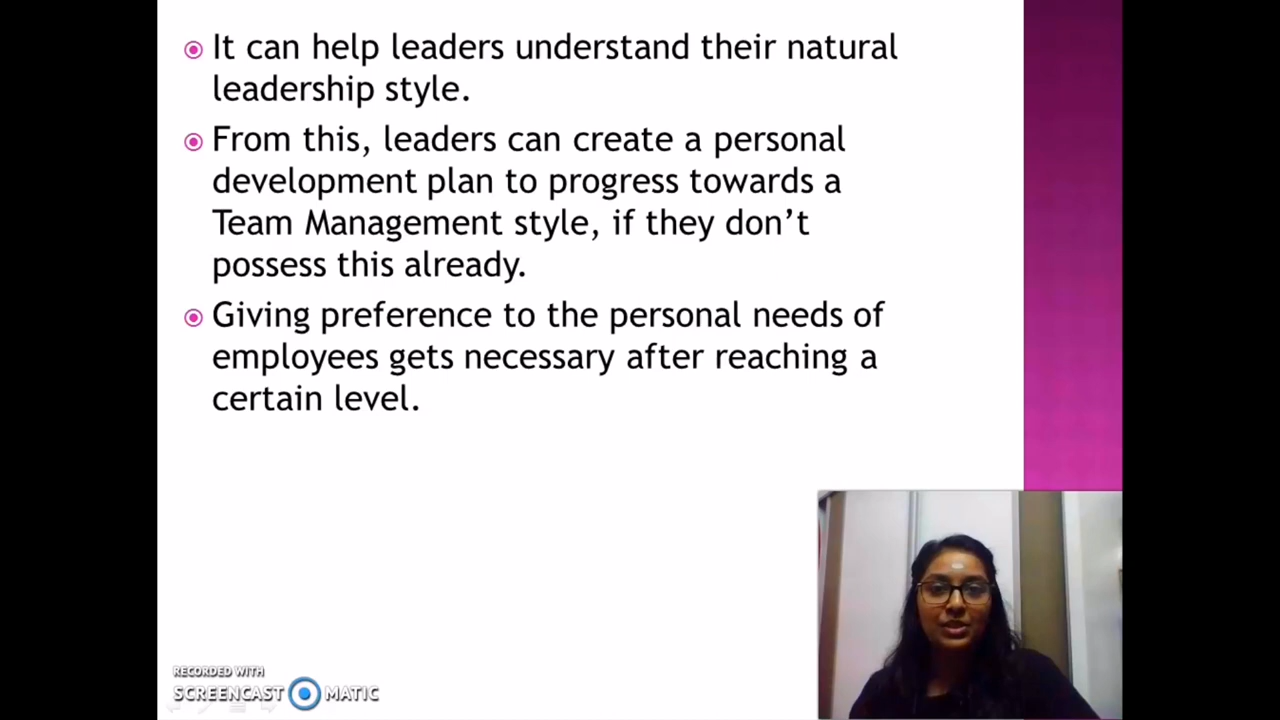 It can help leaders understand their natural
leadership style.
From this, leaders can create a personal
development plan to progress towards a
Team Management style, if they don’t
possess this already.
Giving preference to the personal needs of
employees gets necessary after reaching a
certain level.
RECORDED WITH
SCREENCAST MATIC